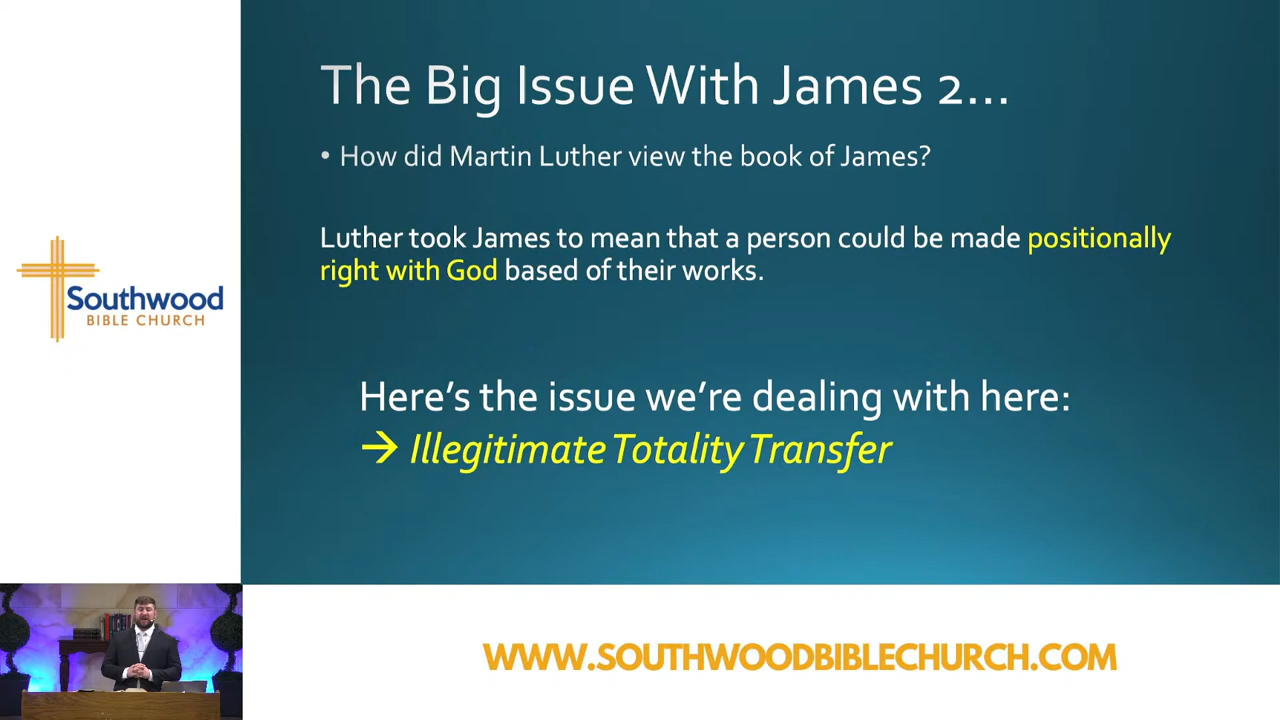 The Big Issue With James 2...
• How did Martin Luther view the book of James?
Luther took James to mean that a person could be made positionally
right with God based of their works.
Southwood
BIBLE CHURCH
Here's the issue we're dealing with here:
→ Illegitimate Totality Transfer
WWW.SOUTHWOODBIBLECHURCH.COM